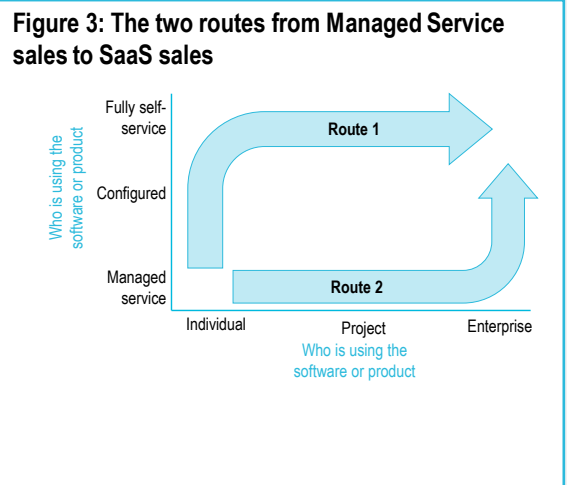 Figure 3: The two routes from Managed Service
sales to SaaS sales
Who is using the
software or product
Fully self-
service
Configured
Managed
service
Route 1
Route 2
Individual
Project
Enterprise
Who is using the
software or product